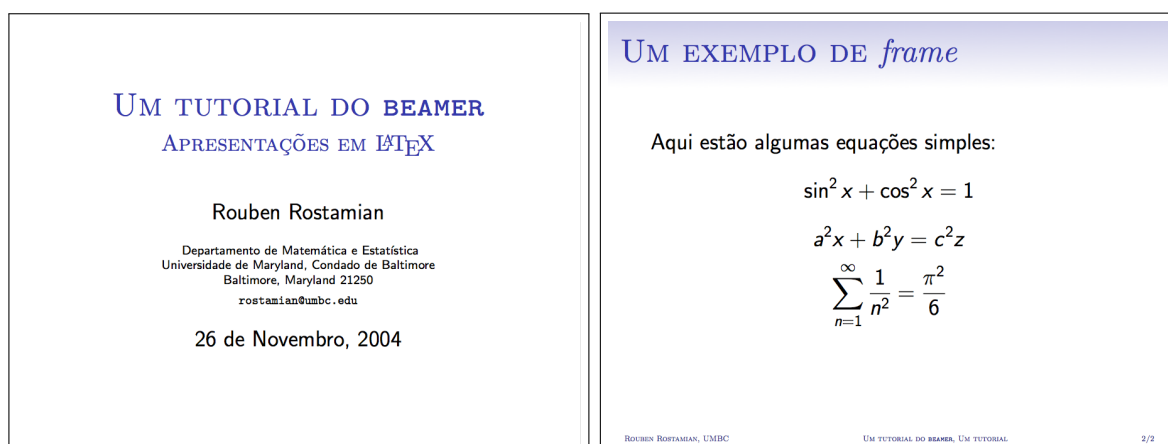 Um tutorial do BEAMER
Apresentações em LaTeX
Rouben Rostamian
Departamento de Matemática e Estatística
Universidade de Maryland, Condado de Baltimore
Baltimore, Maryland 21250
rostamian@umbc.edu
26 de Novembro, 2004
Um exemplo de frame
Aqui estão algumas equações simples:
sin² x + cos² x = 1
a²x + b²y = c²z
∑_{n=1}^{∞} 1/n² = π²/6
Rouben Rostamian, UMBC
Um tutorial do BEAMER, Um tutorial
2/2